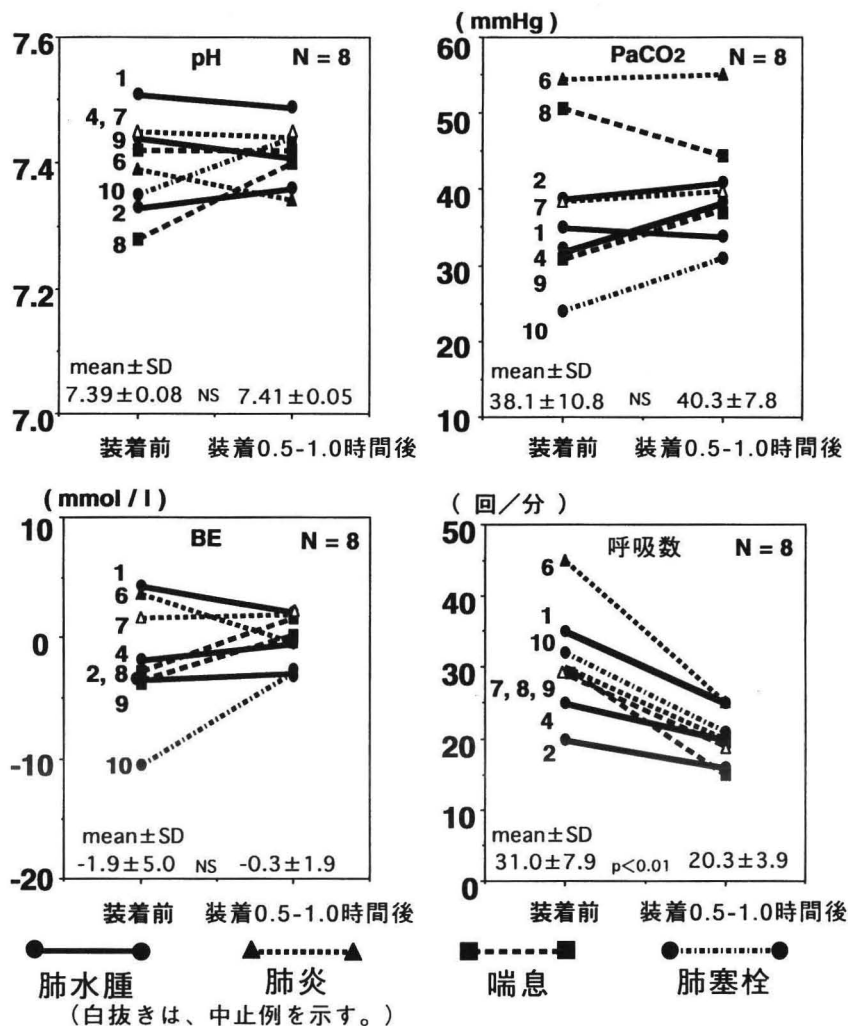 7.6
pH
N = 8
1
4, 7
9
6
10
2
8
7.4
7.2
7.0
mean±SD
7.39±0.08 NS 7.41±0.05
装着前 装着0.5-1.0時間後
(mmHg)
60
PaCO2
N = 8
6
50
8
40
2
7
1
4
30
9
10
20
10
mean±SD
38.1±10.8 NS 40.3±7.8
装着前 装着0.5-1.0時間後
(mmol / l)
10
BE
N = 8
1
6
7
0
4
2, 8
9
-10
10
-20
mean±SD
-1.9±5.0 NS -0.3±1.9
装着前 装着0.5-1.0時間後
( 回／分)
50
呼吸数
N = 8
6
40
1
10
30
7, 8, 9
4
20
2
10
0
mean±SD
31.0±7.9 p<0.01 20.3±3.9
装着前 装着0.5-1.0時間後
肺水腫 肺炎 喘息 肺塞栓
(白抜きは、中止例を示す。)